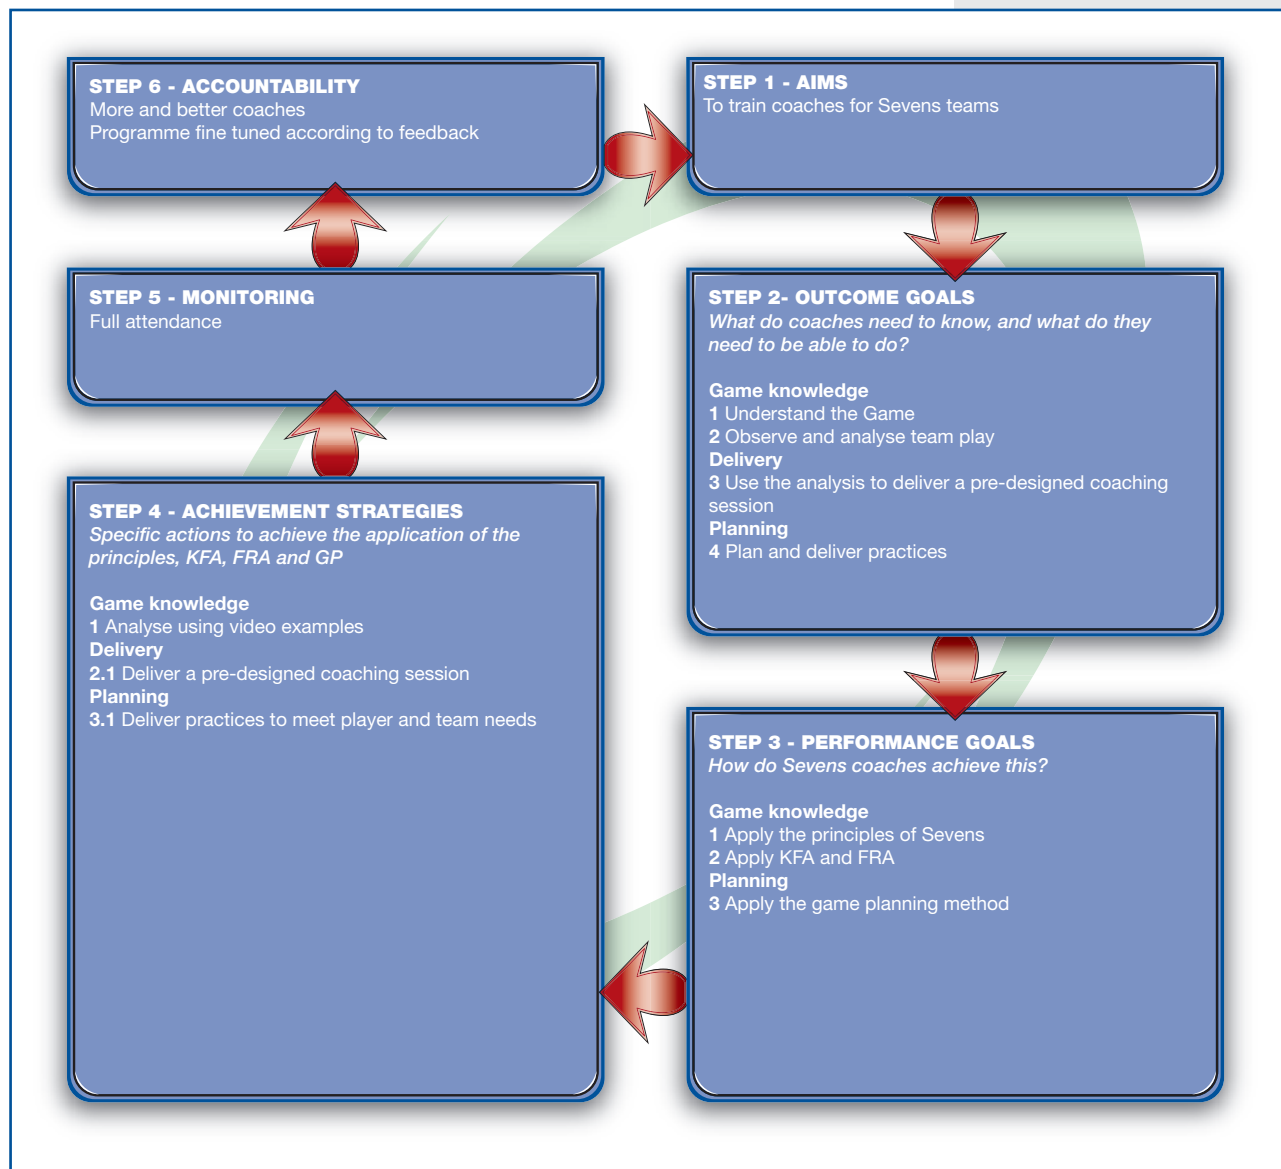 STEP 6 - ACCOUNTABILITY
More and better coaches
Programme fine tuned according to feedback
STEP 1 - AIMS
To train coaches for Sevens teams
STEP 5 - MONITORING
Full attendance
STEP 2- OUTCOME GOALS
What do coaches need to know, and what do they
need to be able to do?
Game knowledge
1 Understand the Game
2 Observe and analyse team play
Delivery
3 Use the analysis to deliver a pre-designed coaching
session
Planning
4 Plan and deliver practices
STEP 4 - ACHIEVEMENT STRATEGIES
Specific actions to achieve the application of the
principles, KFA, FRA and GP
Game knowledge
1 Analyse using video examples
Delivery
2.1 Deliver a pre-designed coaching session
Planning
3.1 Deliver practices to meet player and team needs
STEP 3 - PERFORMANCE GOALS
How do Sevens coaches achieve this?
Game knowledge
1 Apply the principles of Sevens
2 Apply KFA and FRA
Planning
3 Apply the game planning method